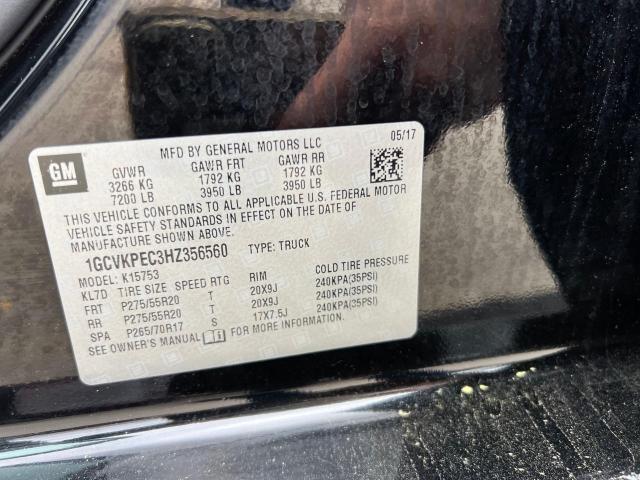 MFD BY GENERAL MOTORS LLC 05/17
GM
GVWR GAWR FRT GAWR RR
3266 KG 1792 KG 1792 KG
7200 LB 3950 LB 3950 LB
THIS VEHICLE CONFORMS TO ALL APPLICABLE U.S. FEDERAL MOTOR
VEHICLE SAFETY STANDARDS IN EFFECT ON THE DATE OF
MANUFACTURE SHOWN ABOVE.
1GCVKPEC3HZ356560 TYPE: TRUCK
MODEL: K15753
KL7D TIRE SIZE SPEED RTG RIM COLD TIRE PRESSURE
FRT P275/55R20 T 20X9J 240KPA(35PSI)
RR P275/55R20 T 20X9J 240KPA(35PSI)
SPA P265/70R17 S 17X7.5J 240KPA(35PSI)
SEE OWNER'S MANUAL FOR MORE INFORMATION.